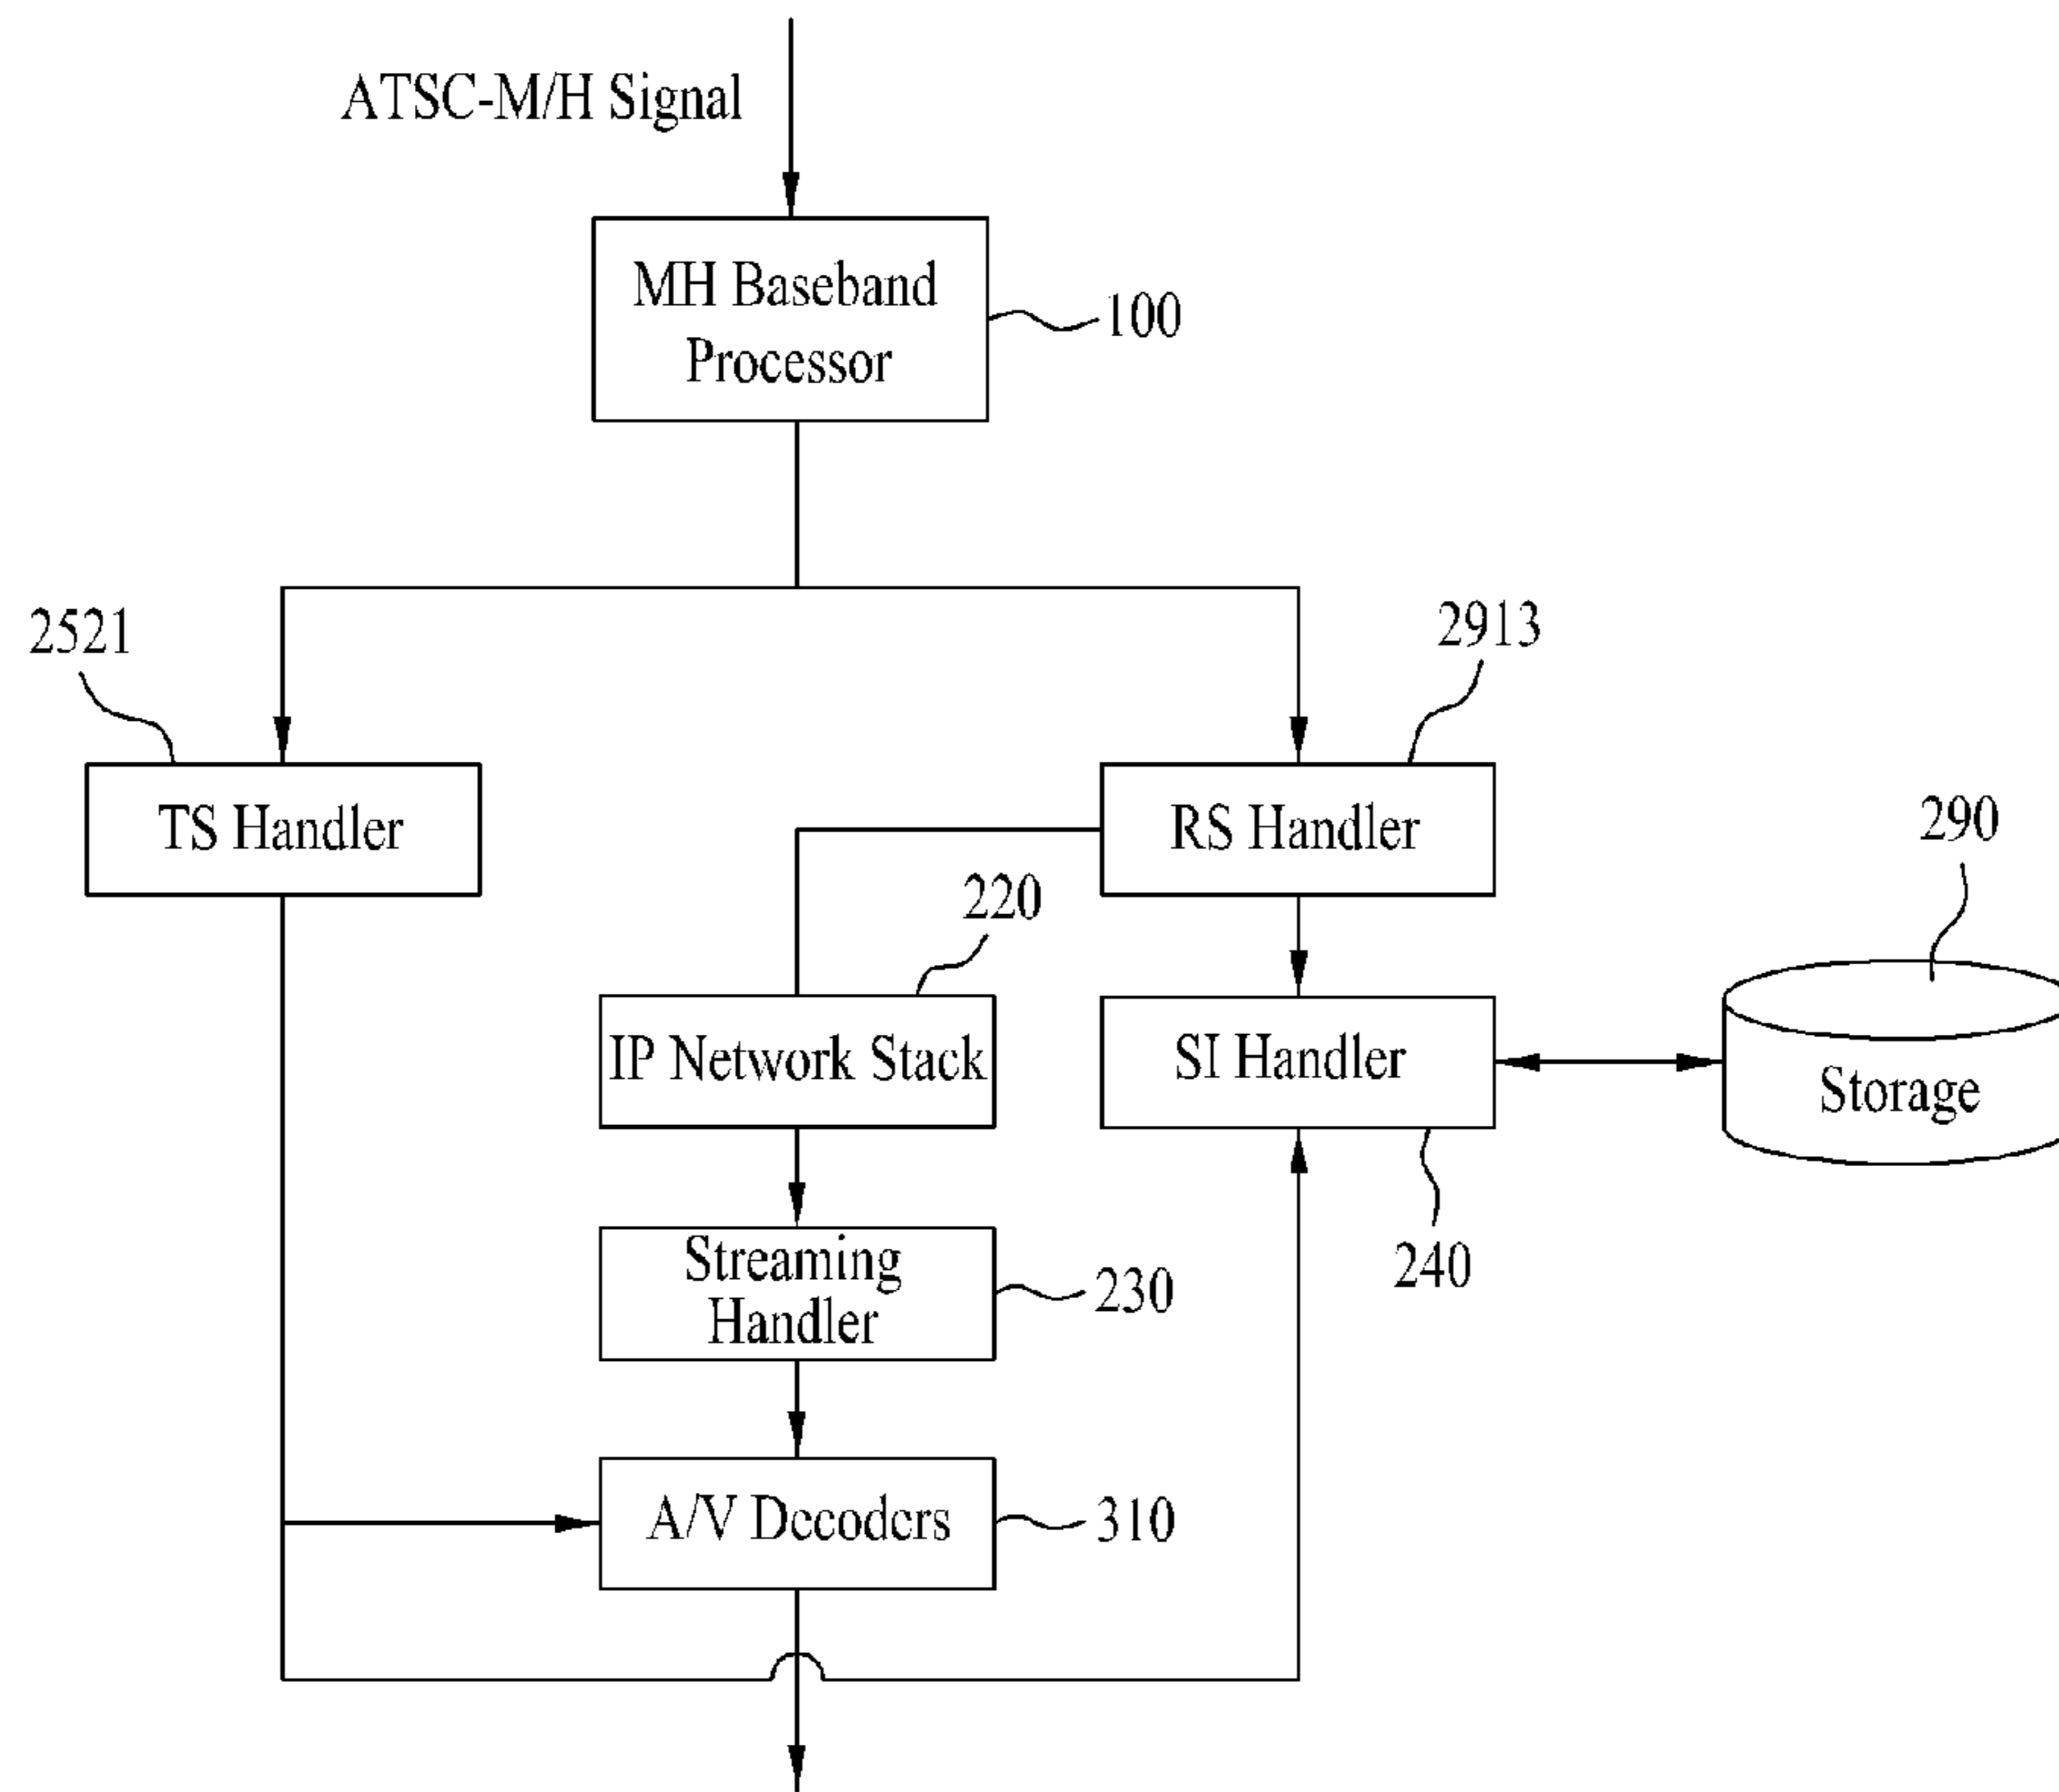 ATSC-M/H Signal
MH Baseband
Processor
100
2521
2913
TS Handler
RS Handler
290
220
IP Network Stack
SI Handler
Storage
Streaming
Handler
230
240
A/V Decoders
310